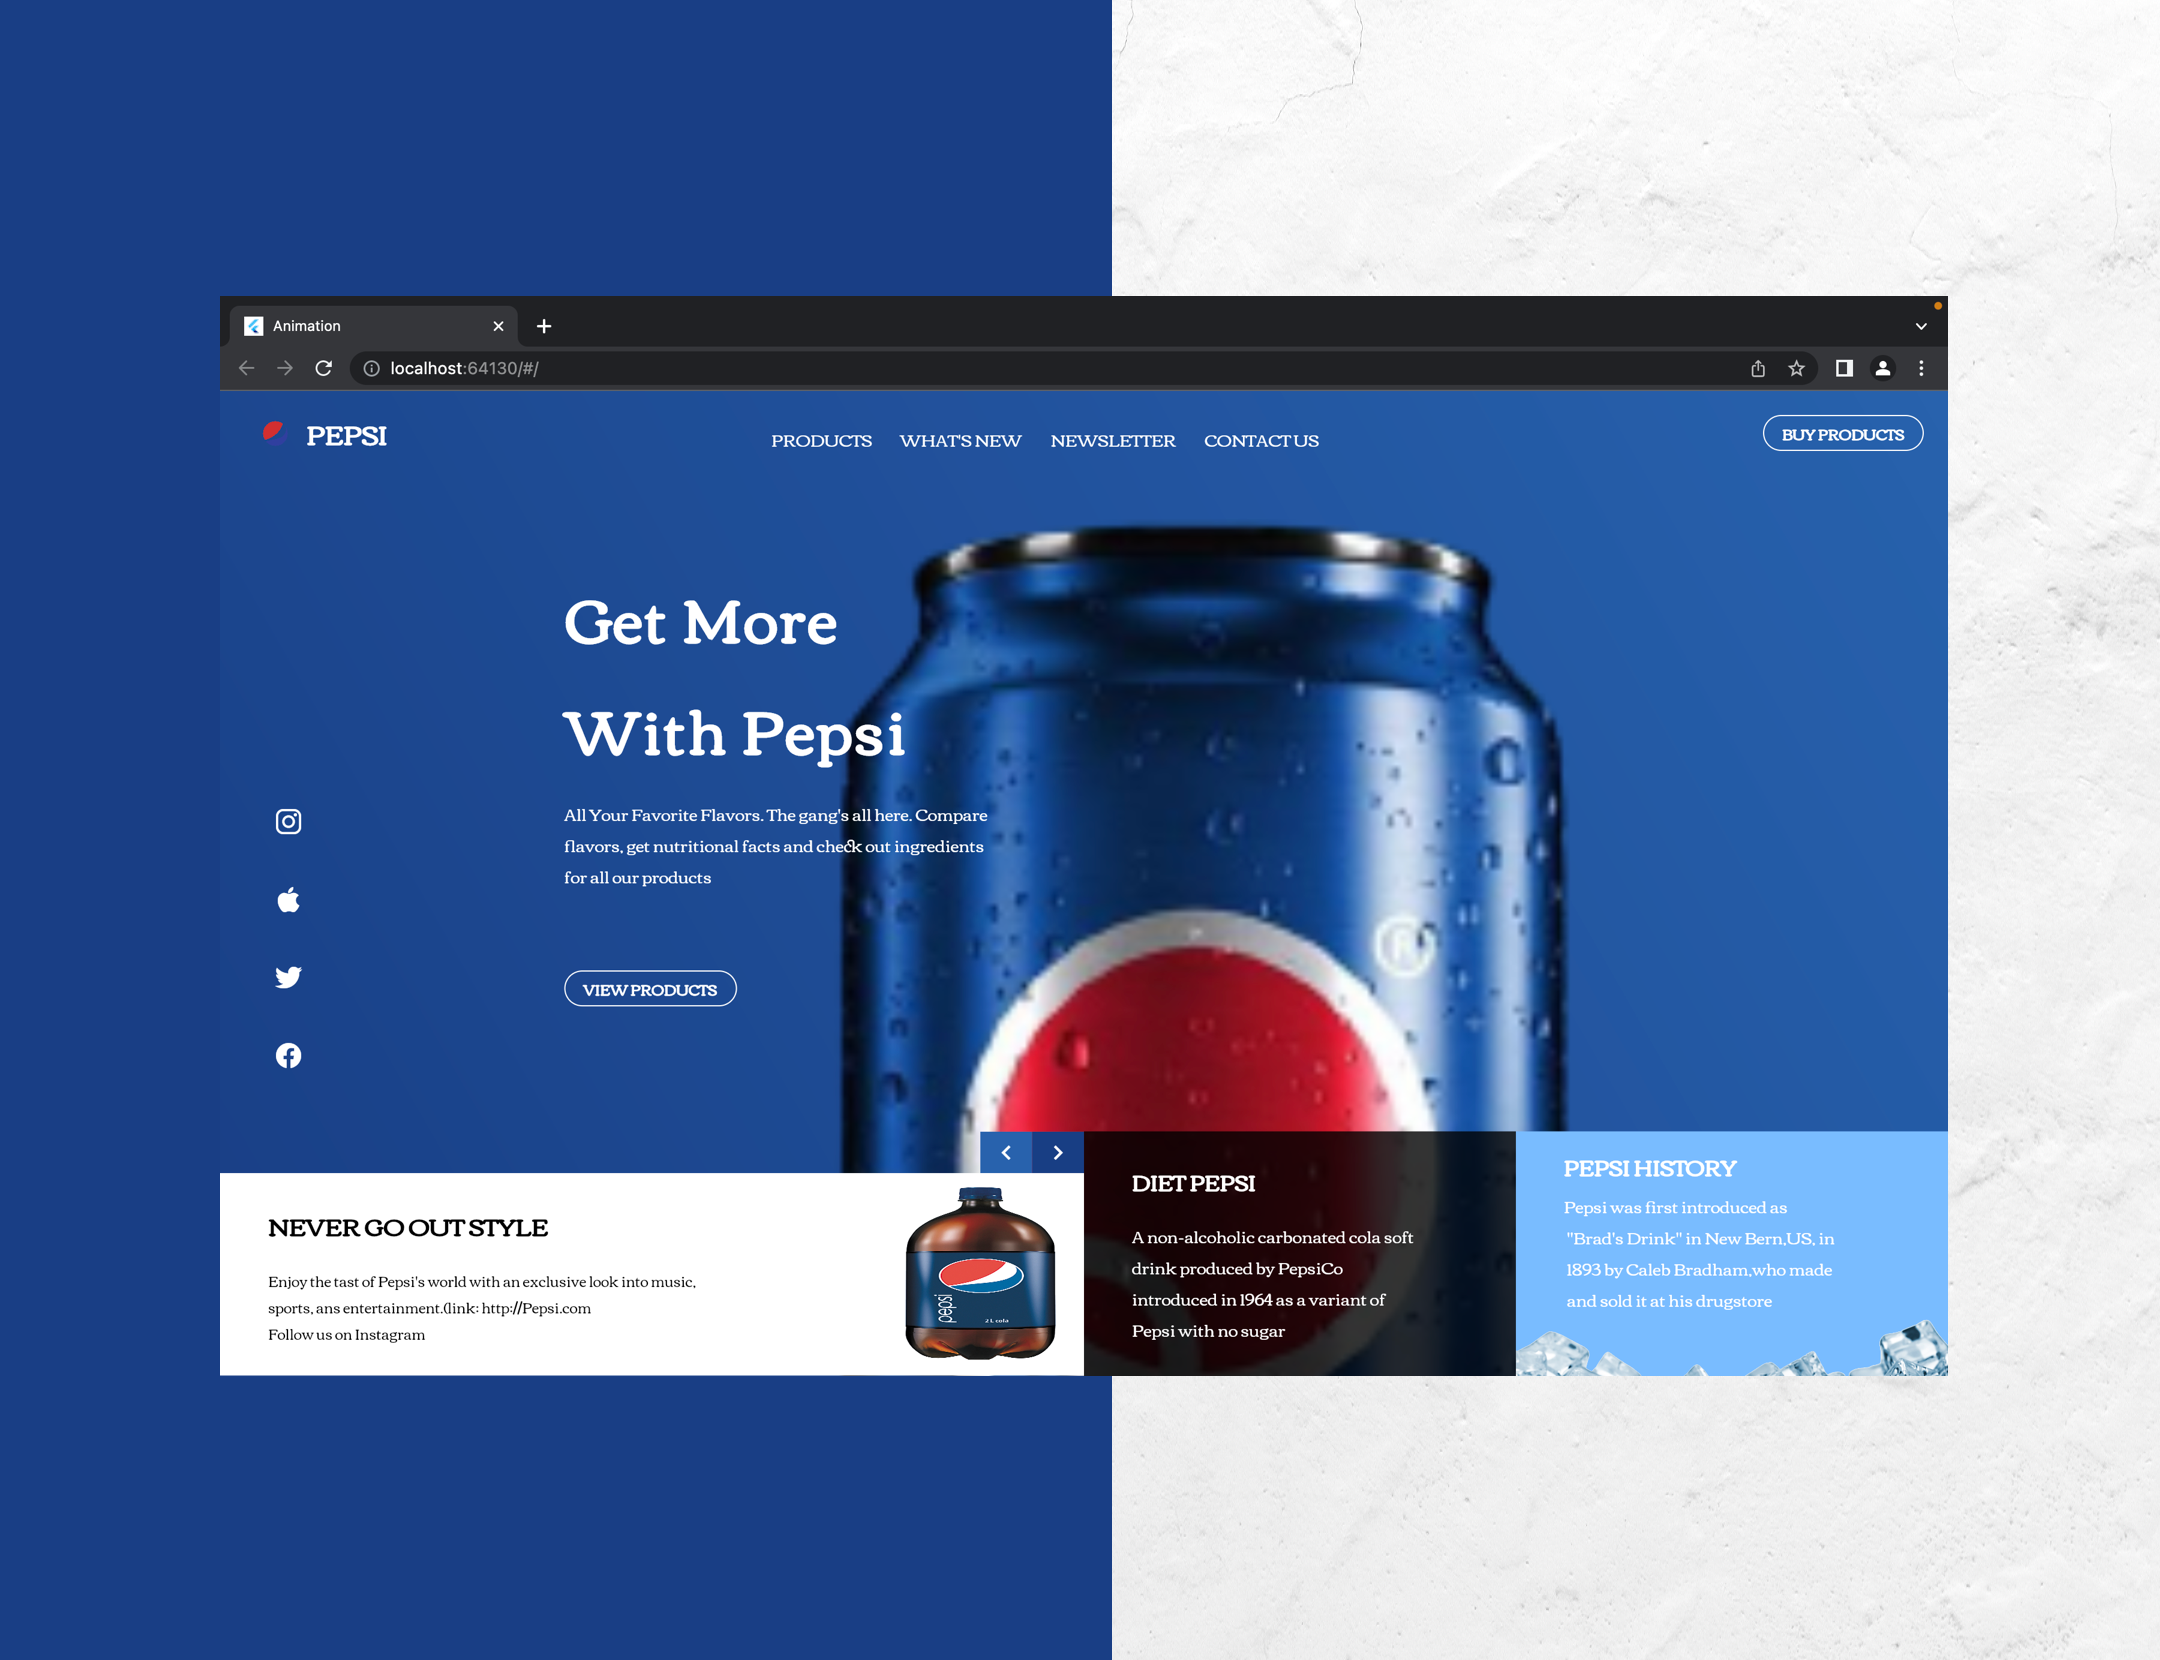 Animation
localhost:64130/#/
PEPSI
PRODUCTS
WHAT'S NEW
NEWSLETTER
CONTACT US
BUY PRODUCTS
Get More
With Pepsi
All Your Favorite Flavors. The gang's all here. Compare
flavors, get nutritional facts and check out ingredients
for all our products
VIEW PRODUCTS
®
NEVER GO OUT STYLE
Enjoy the tast of Pepsi's world with an exclusive look into music,
sports, ans entertainment.(link: http://Pepsi.com
Follow us on Instagram
pepsi
2 L cola
DIET PEPSI
A non-alcoholic carbonated cola soft
drink produced by PepsiCo
introduced in 1964 as a variant of
Pepsi with no sugar
PEPSI HISTORY
Pepsi was first introduced as
"Brad's Drink" in New Bern,US, in
1893 by Caleb Bradham,who made
and sold it at his drugstore